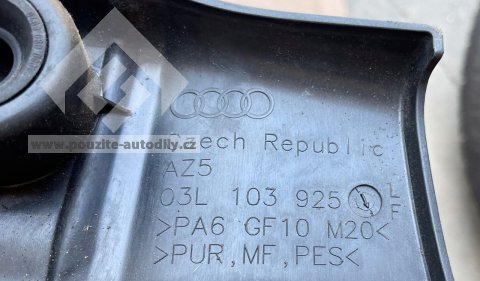 Czech Republic
www.pouzite-autodily.cz
AZ5
03L 103 925 L
F
>PA6 GF10 M20<
>PUR,MF,PES<